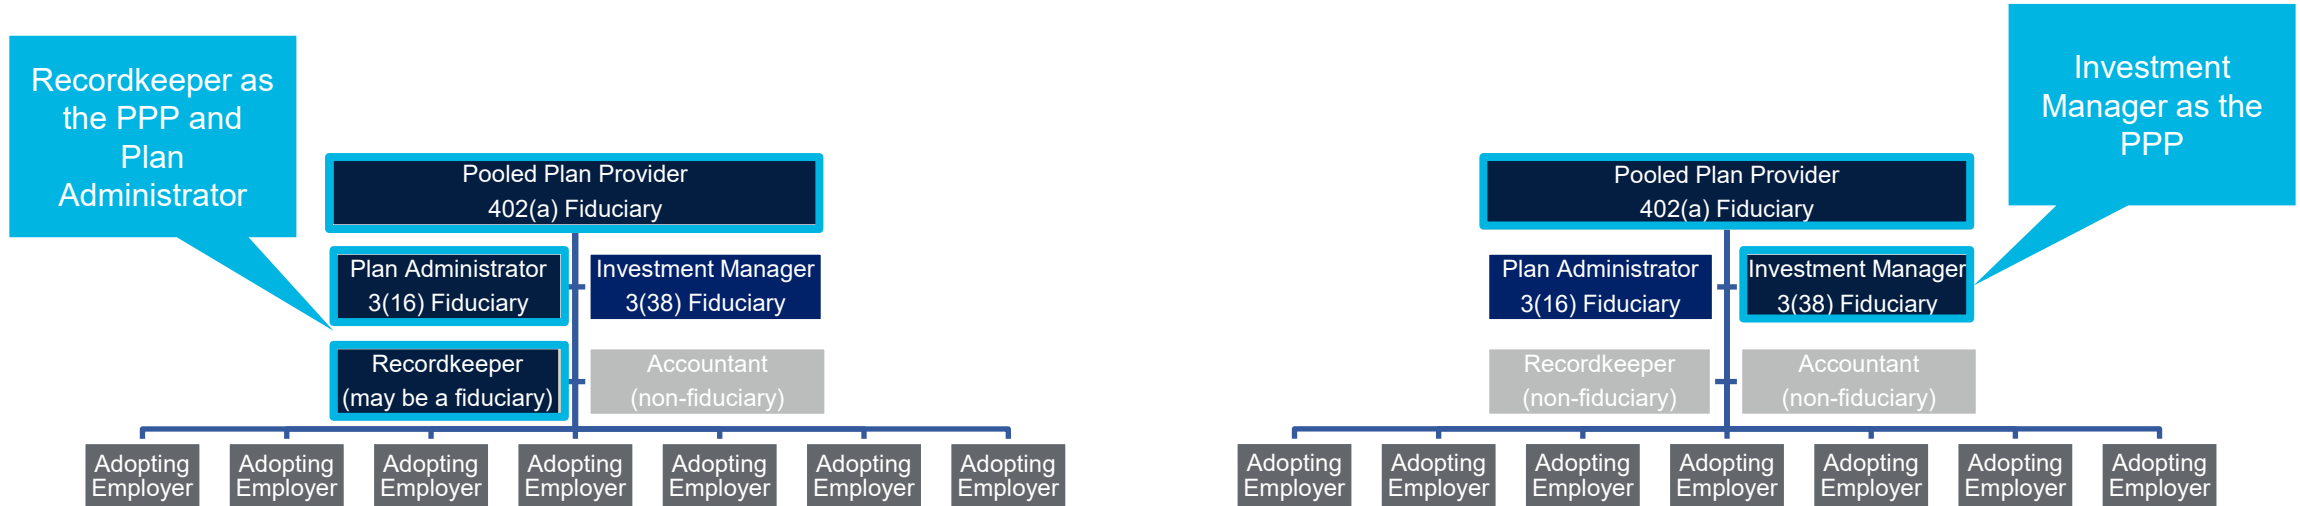 Recordkeeper as
the PPP and
Plan
Administrator
Pooled Plan Provider
402(a) Fiduciary
Plan Administrator
3(16) Fiduciary
Investment Manager
3(38) Fiduciary
Recordkeeper
(may be a fiduciary)
Accountant
(non-fiduciary)
Adopting
Employer
Adopting
Employer
Adopting
Employer
Adopting
Employer
Adopting
Employer
Adopting
Employer
Adopting
Employer
Investment
Manager as the
PPP
Pooled Plan Provider
402(a) Fiduciary
Plan Administrator
3(16) Fiduciary
Investment Manager
3(38) Fiduciary
Recordkeeper
(non-fiduciary)
Accountant
(non-fiduciary)
Adopting
Employer
Adopting
Employer
Adopting
Employer
Adopting
Employer
Adopting
Employer
Adopting
Employer
Adopting
Employer